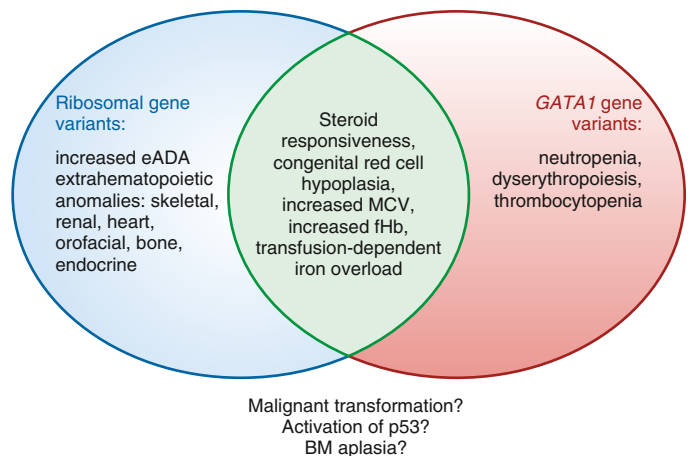 Ribosomal gene
variants:
increased eADA
extrahematopoietic
anomalies: skeletal,
renal, heart,
orofacial, bone,
endocrine
Steroid
responsiveness,
congenital red cell
hypoplasia,
increased MCV,
increased fHb,
transfusion-dependent
iron overload
GATA1 gene
variants:
neutropenia,
dyserythropoiesis,
thrombocytopenia
Malignant transformation?
Activation of p53?
BM aplasia?